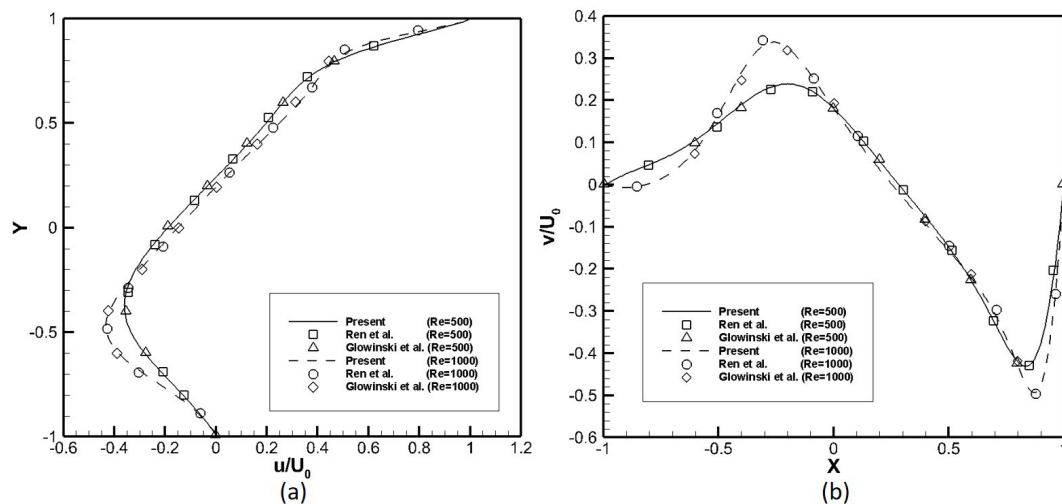 1
0.5
0
-0.5
-1
Y
-0.6
-0.4
-0.2
0
0.2
0.4
0.6
0.8
1
1.2
u/U0
Present (Re=500)
Ren et al. (Re=500)
Glowinski et al. (Re=500)
Present (Re=1000)
Ren et al. (Re=1000)
Glowinski et al. (Re=1000)
(a)
0.4
0.3
0.2
0.1
0
-0.1
-0.2
-0.3
-0.4
-0.5
-0.6
v/U0
-1
-0.5
0
0.5
1
X
Present (Re=500)
Ren et al. (Re=500)
Glowinski et al. (Re=500)
Present (Re=1000)
Ren et al. (Re=1000)
Glowinski et al. (Re=1000)
(b)